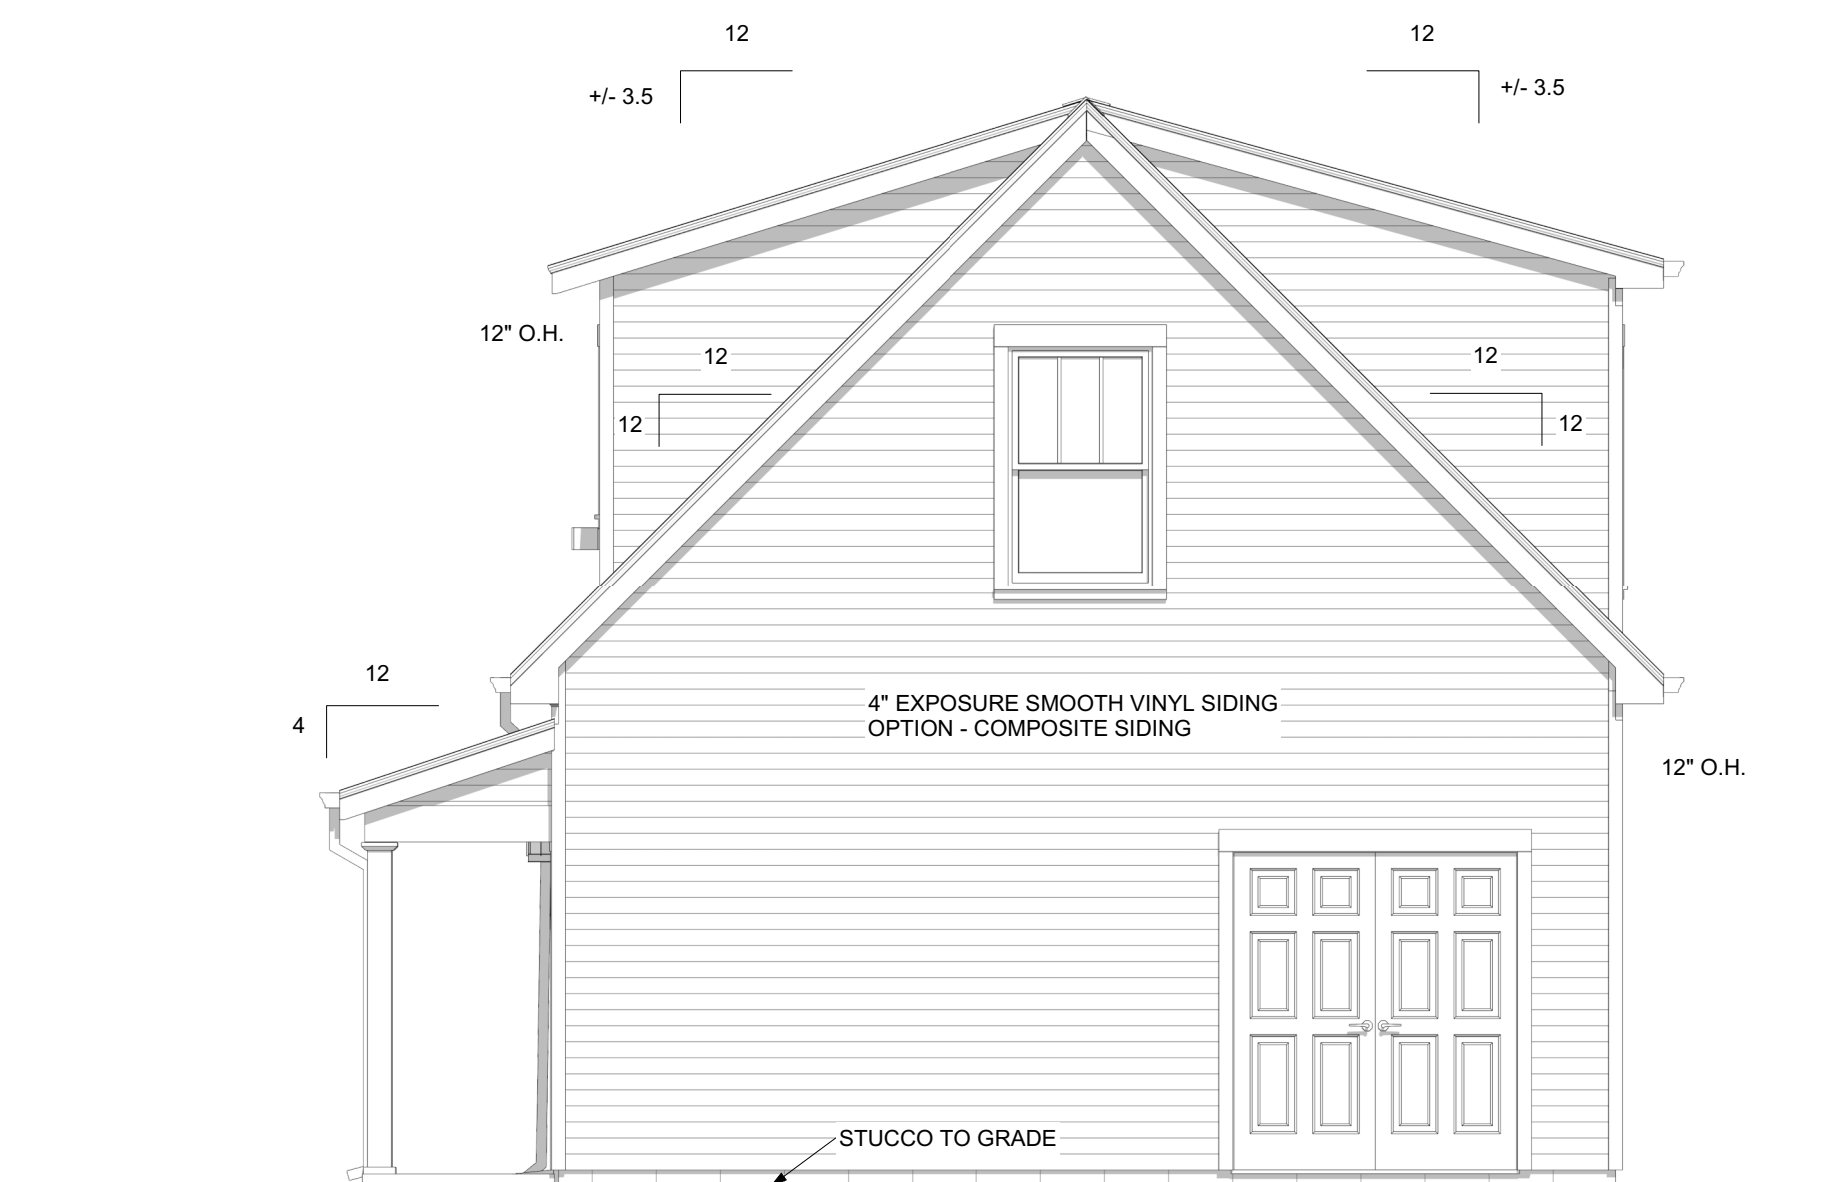 12
12
+/- 3.5
+/- 3.5
12" O.H.
12
12
12
12
12
4
4" EXPOSURE SMOOTH VINYL SIDING
OPTION - COMPOSITE SIDING
12" O.H.
STUCCO TO GRADE